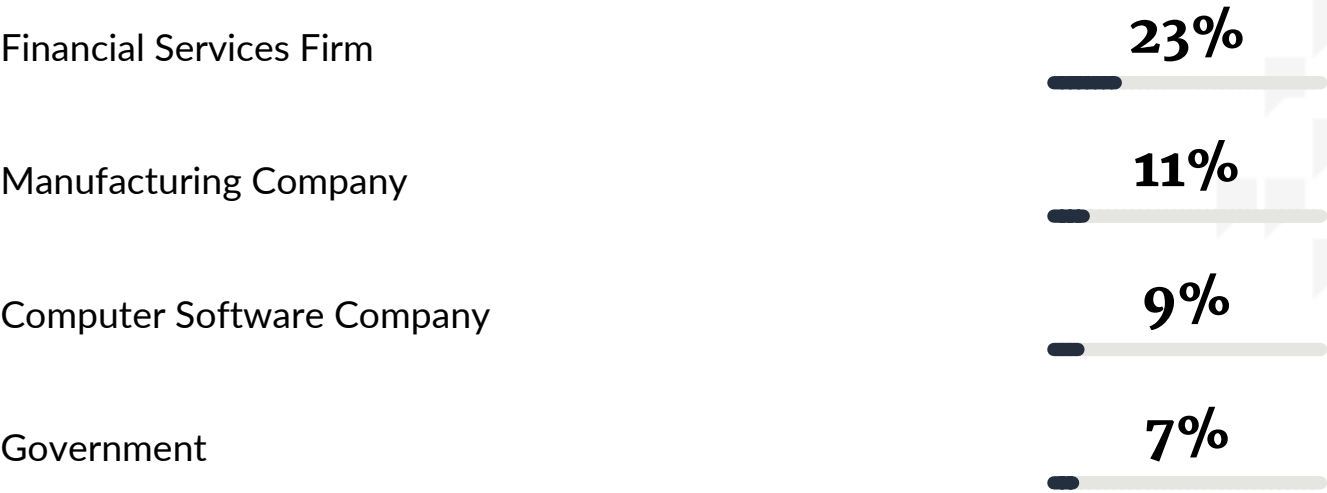 Financial Services Firm 23%
Manufacturing Company 11%
Computer Software Company 9%
Government 7%